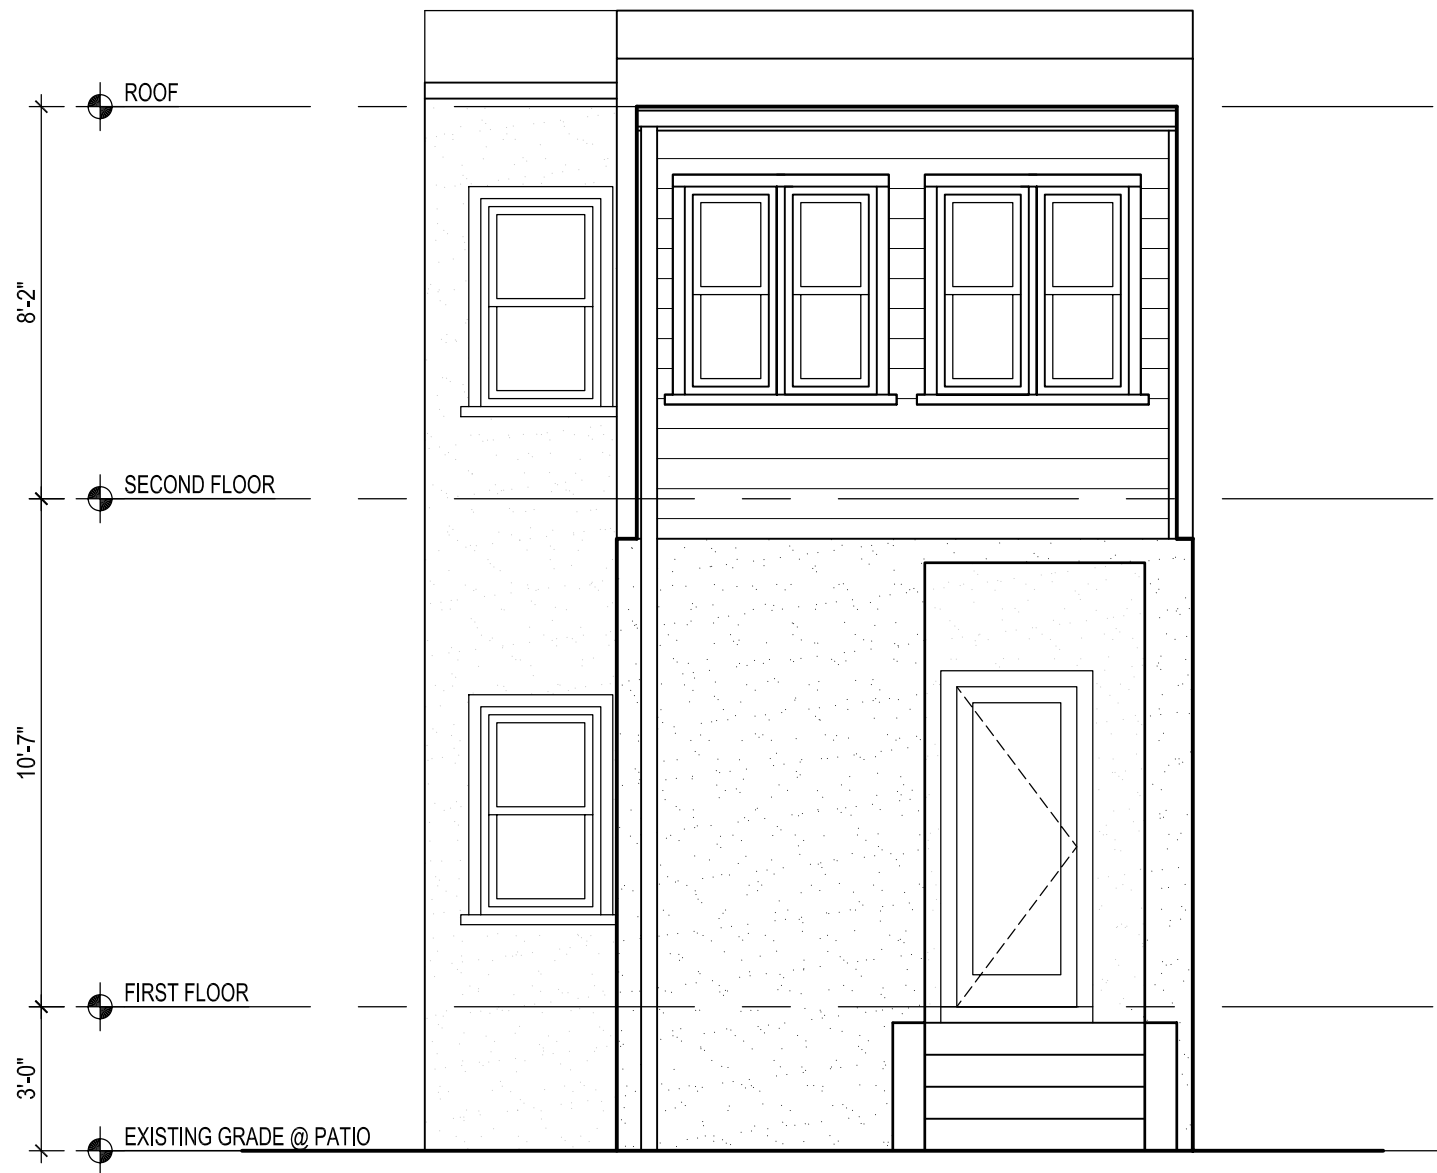 ROOF
8'-2"
SECOND FLOOR
10'-7"
FIRST FLOOR
3'-0"
EXISTING GRADE @ PATIO